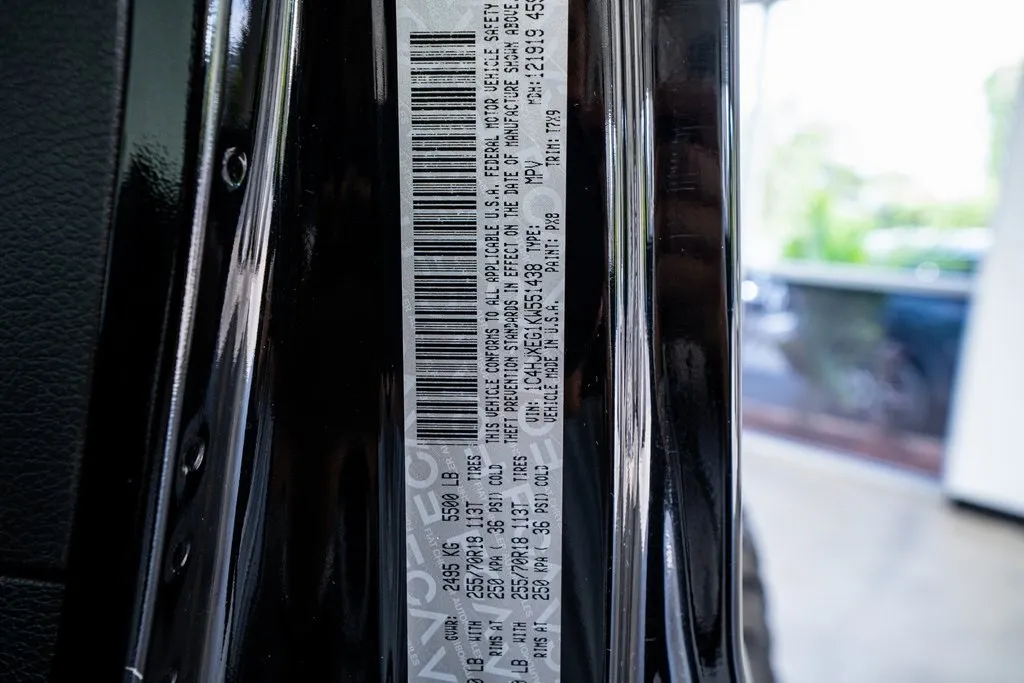 GVWR: 2495 KG 5500 LB
LB WITH 255/70R18 113T TIRES
RIMS AT 250 KPA ( 36 PSI) COLD
LB WITH 255/70R18 113T TIRES
RIMS AT 250 KPA ( 36 PSI) COLD
THIS VEHICLE CONFORMS TO ALL APPLICABLE U.S.A. FEDERAL MOTOR VEHICLE SAFETY
THEFT PREVENTION STANDARDS IN EFFECT ON THE DATE OF MANUFACTURE SHOWN ABOVE.
VIN: 1C4HJXEG1KW551438 TYPE: MPV MDH: 121919 459
VEHICLE MADE IN U.S.A. PAINT: PX8 TRIM: T7X9